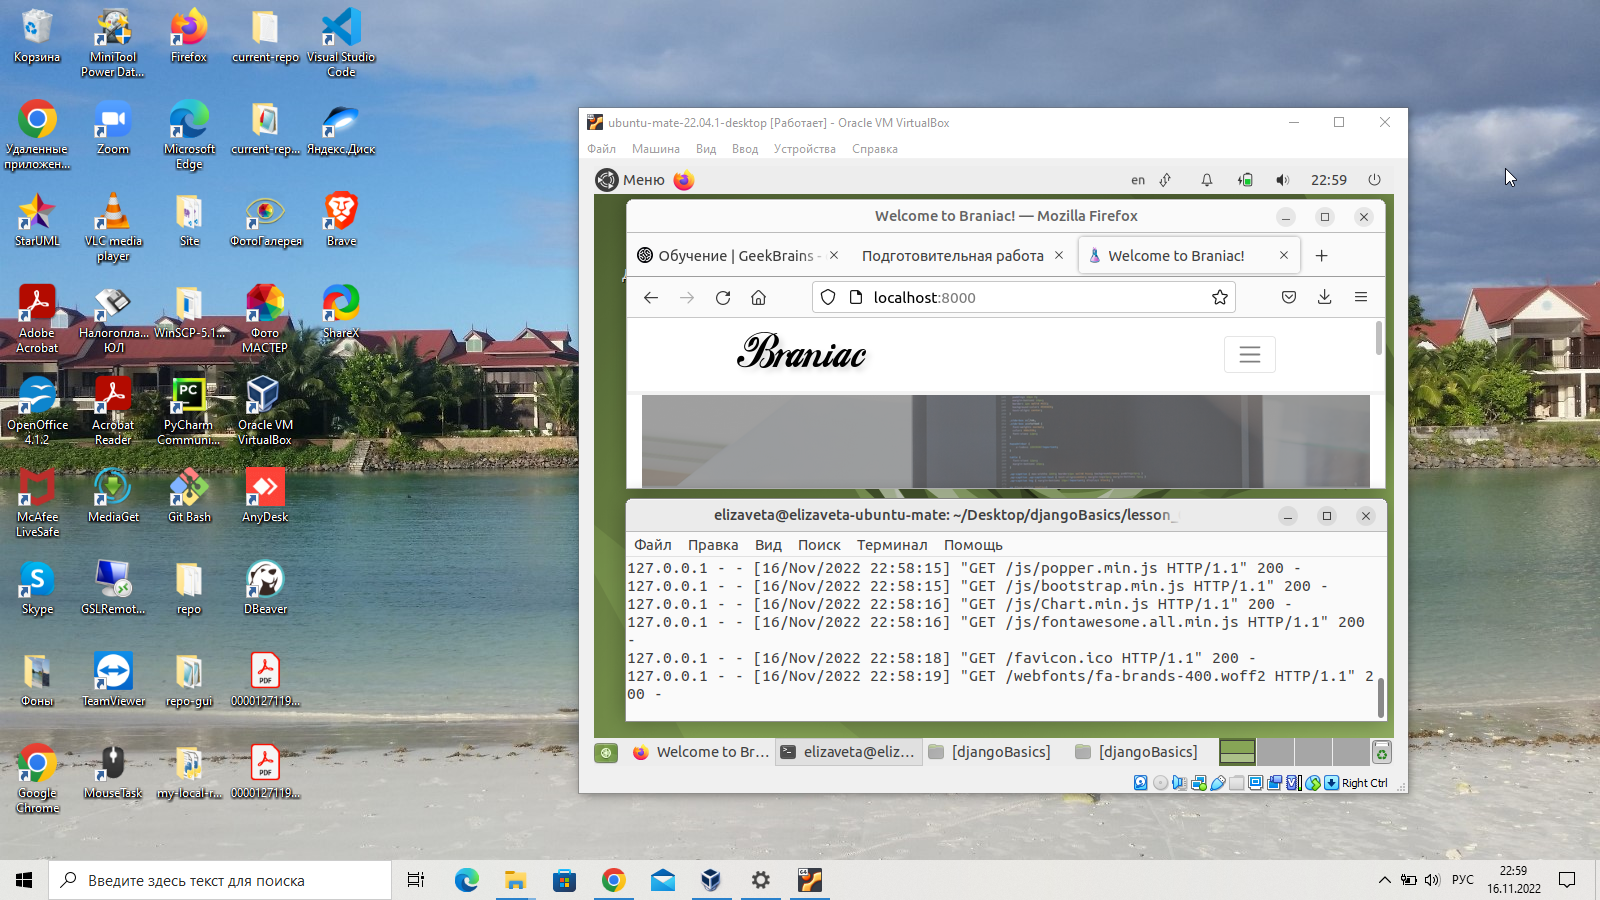 Корзина
MiniTool
Power Dat...
Firefox
current-repo
Visual Studio
Code
Удаленные
приложен...
Zoom
Microsoft
Edge
current-rep...
Яндекс.Диск
StarUML
VLC media
player
Site
ФотоГалерея
Brave
Adobe
Acrobat
Налогопла...
ЮЛ
WinSCP-5.1...
Фото
МАСТЕР
ShareX
OpenOffice
4.1.2
Acrobat
Reader
PC
PyCharm
Communi...
Oracle VM
VirtualBox
McAfee
LiveSafe
MediaGet
Git Bash
AnyDesk
Skype
GSLRemot...
repo
DBeaver
Фоны
TeamViewer
repo-gui
PDF
0000127119...
Google
Chrome
MouseTask
my-local-r...
PDF
0000127119...
ubuntu-mate-22.04.1-desktop [Работает] - Oracle VM VirtualBox
Файл Машина Вид Ввод Устройства Справка
Меню en 22:59
Welcome to Braniac! — Mozilla Firefox
Обучение | GeekBrains - Подготовительная работа Welcome to Braniac!
localhost:8000
Braniac
elizaveta@elizaveta-ubuntu-mate: ~/Desktop/djangoBasics/lesson_
Файл Правка Вид Поиск Терминал Помощь
127.0.0.1 - - [16/Nov/2022 22:58:15] "GET /js/popper.min.js HTTP/1.1" 200 -
127.0.0.1 - - [16/Nov/2022 22:58:15] "GET /js/bootstrap.min.js HTTP/1.1" 200 -
127.0.0.1 - - [16/Nov/2022 22:58:16] "GET /js/Chart.min.js HTTP/1.1" 200 -
127.0.0.1 - - [16/Nov/2022 22:58:16] "GET /js/fontawesome.all.min.js HTTP/1.1" 200
-
127.0.0.1 - - [16/Nov/2022 22:58:18] "GET /favicon.ico HTTP/1.1" 200 -
127.0.0.1 - - [16/Nov/2022 22:58:19] "GET /webfonts/fa-brands-400.woff2 HTTP/1.1" 2
00 -
Welcome to Br... elizaveta@eliz... [djangoBasics] [djangoBasics]
Right Ctrl
Введите здесь текст для поиска
РУС
22:59
16.11.2022